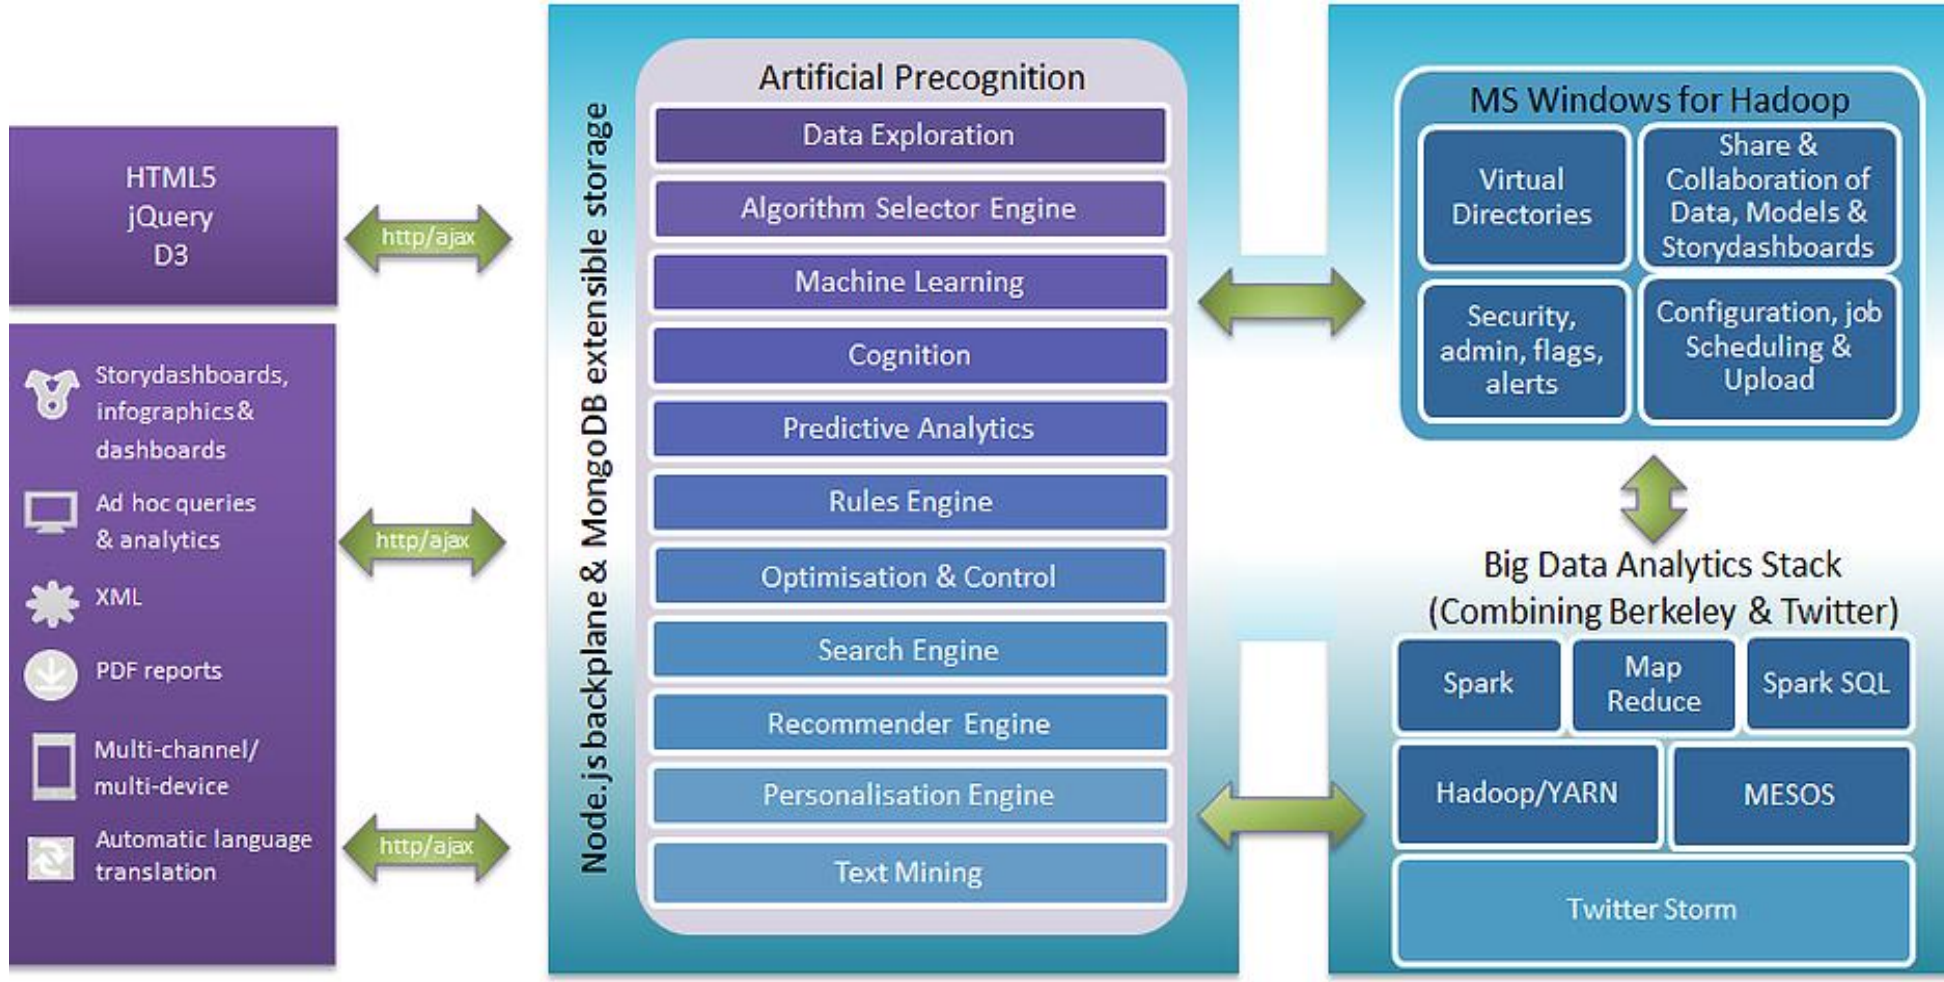 HTML5
jQuery
D3
Storydashboards,
infographics &
dashboards
Ad hoc queries
& analytics
XML
PDF reports
Multi-channel/
multi-device
Automatic language
translation
http/ajax
http/ajax
http/ajax
Node.js backplane & MongoDB extensible storage
Artificial Precognition
Data Exploration
Algorithm Selector Engine
Machine Learning
Cognition
Predictive Analytics
Rules Engine
Optimisation & Control
Search Engine
Recommender Engine
Personalisation Engine
Text Mining
MS Windows for Hadoop
Virtual
Directories
Share &
Collaboration of
Data, Models &
Storydashboards
Security,
admin, flags,
alerts
Configuration, job
Scheduling &
Upload
Big Data Analytics Stack
(Combining Berkeley & Twitter)
Spark
Map
Reduce
Spark SQL
Hadoop/YARN
MESOS
Twitter Storm